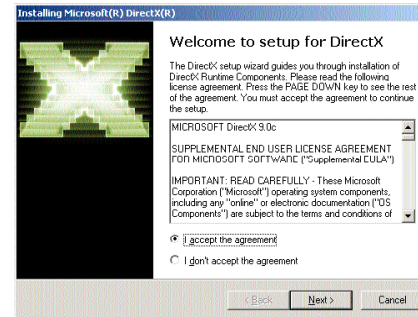 Installing Microsoft(R) DirectX(R)
Welcome to setup for DirectX
The DirectX setup wizard guides you through installation of
DirectX Runtime Components. Please read the following
license agreement. Press the PAGE DOWN key to see the rest
of the agreement. You must accept the agreement to continue
the setup.
MICROSOFT DirectX 9.0c
SUPPLEMENTAL END USER LICENSE AGREEMENT
FOR MICROSOFT SOFTWARE ("Supplemental EULA")
IMPORTANT: READ CAREFULLY - These Microsoft
Corporation ("Microsoft") operating system components,
including any "online" or electronic documentation ("OS
Components") are subject to the terms and conditions of
I accept the agreement
I don't accept the agreement
< Back Next > Cancel